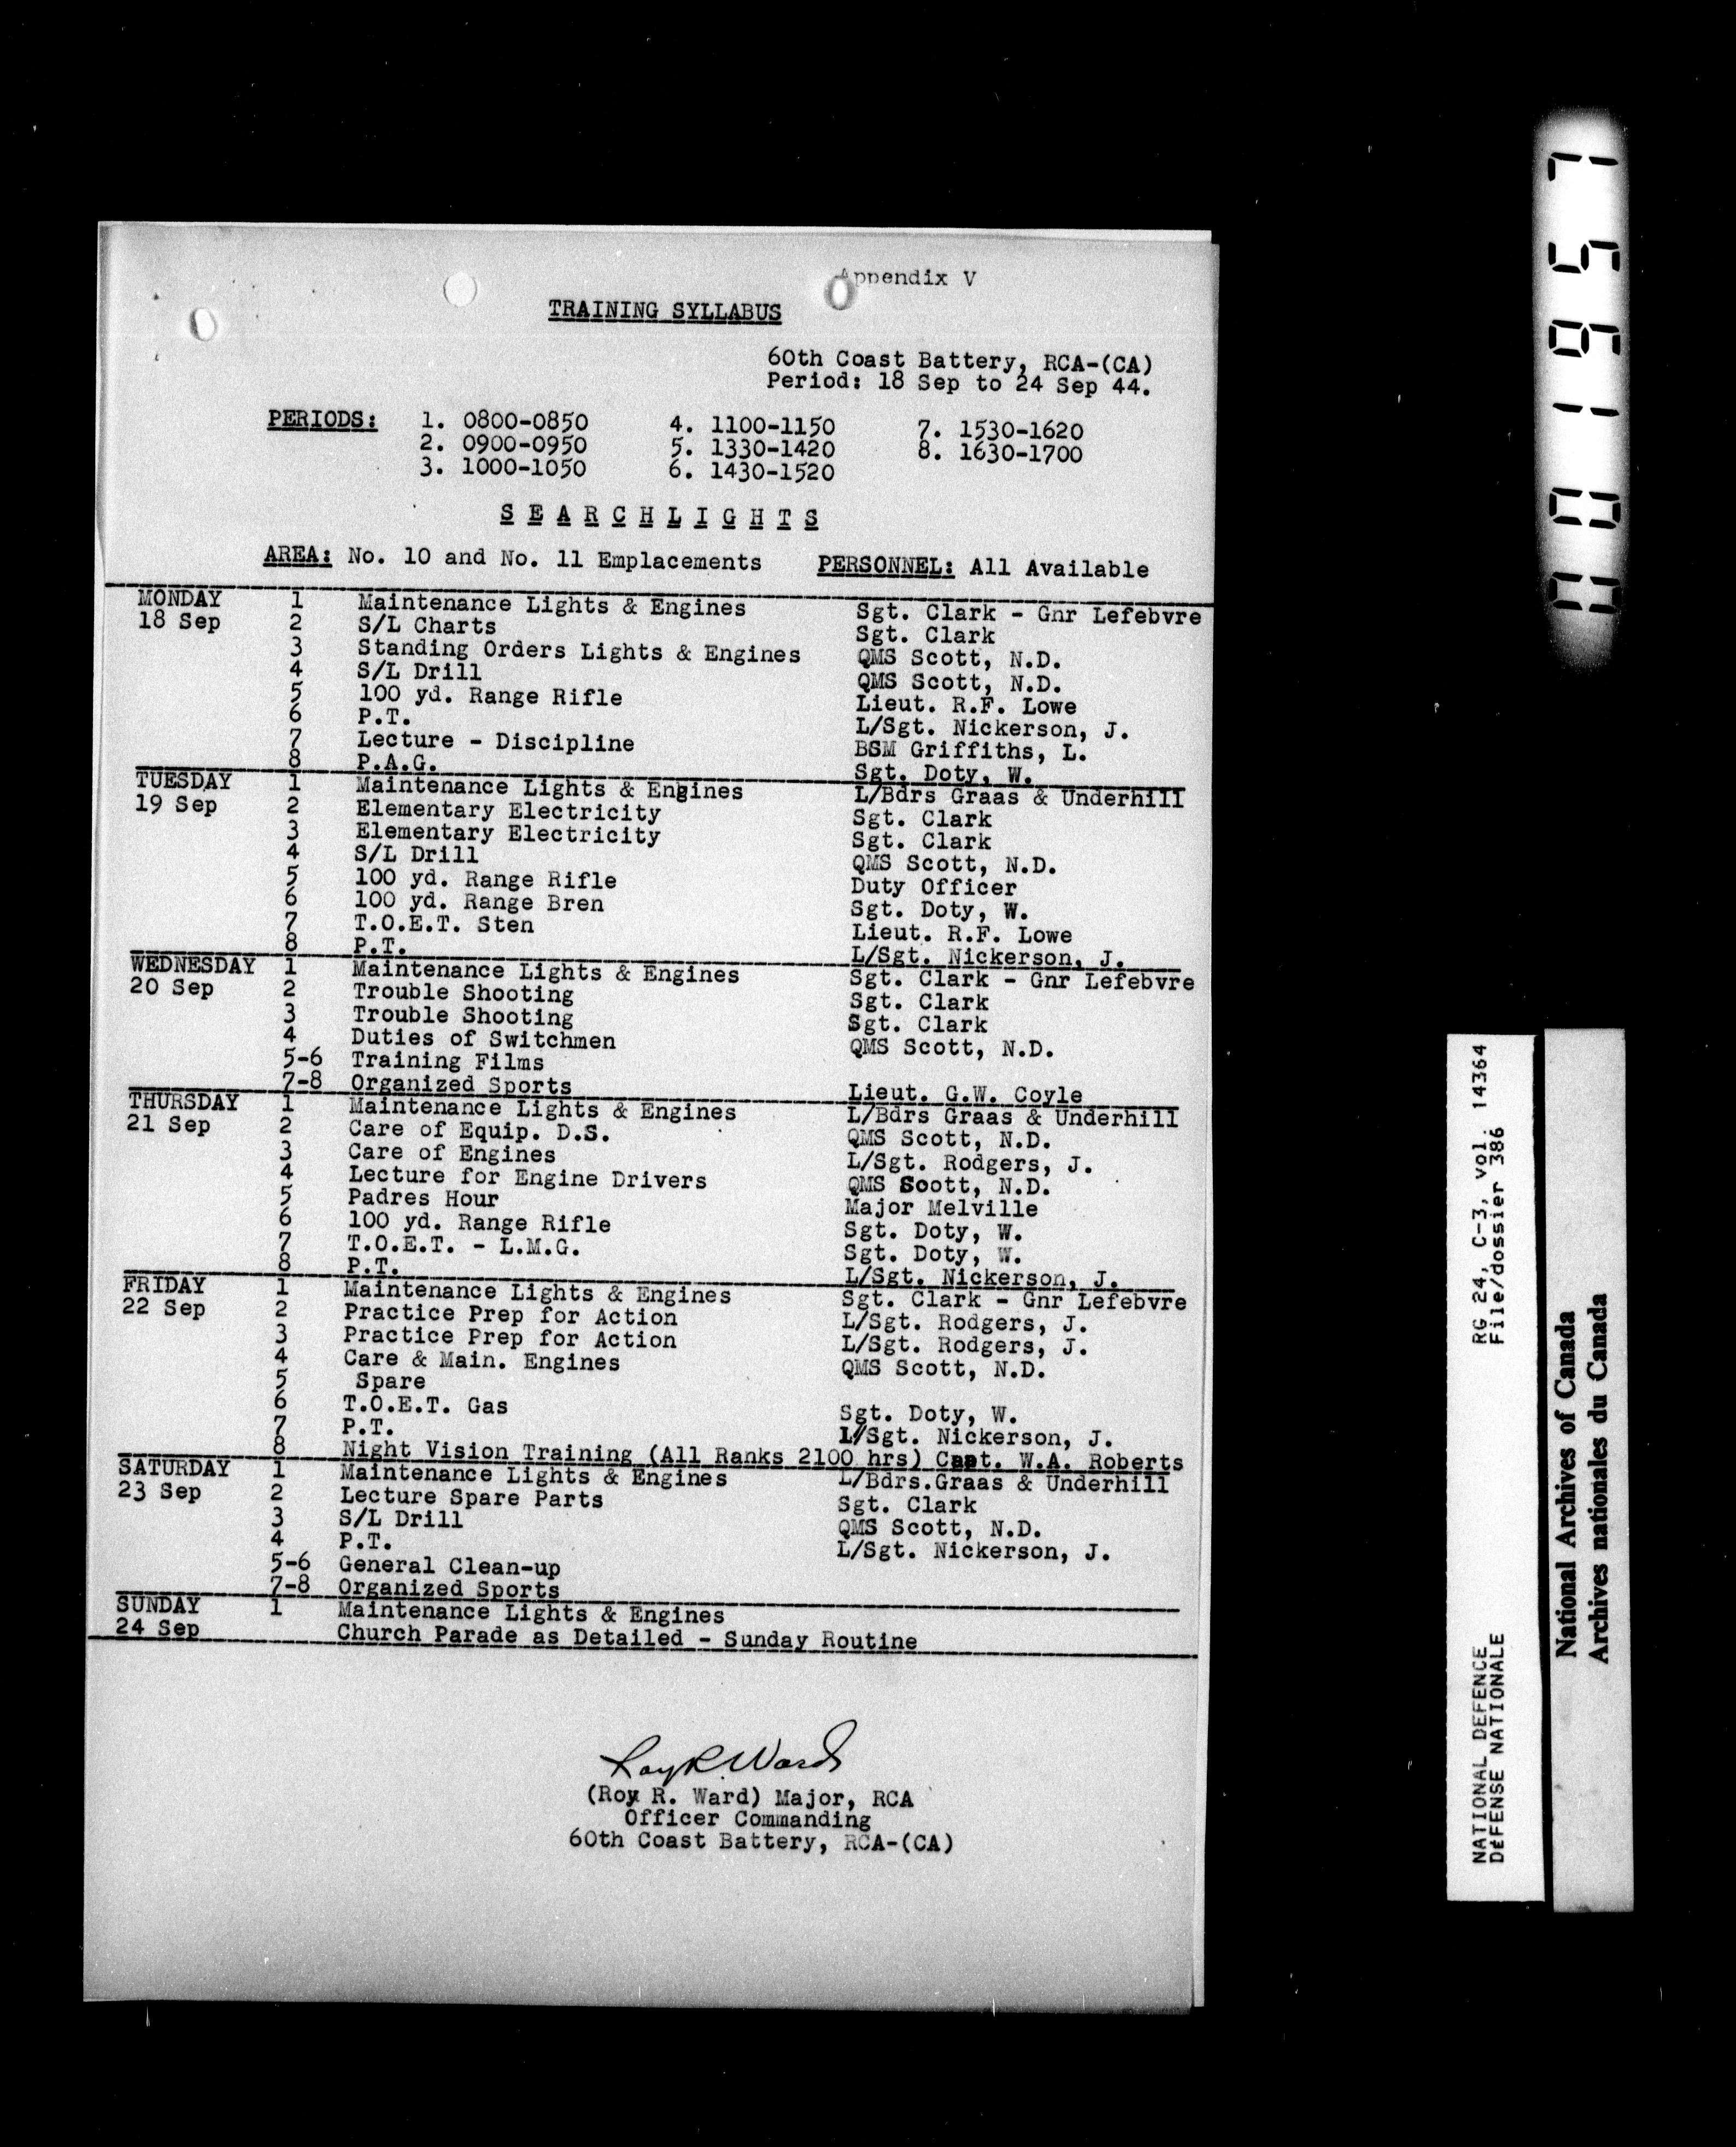 Appendix V
TRAINING SYLLABUS
60th Coast Battery, RCA-(CA)
Period: 18 Sep to 24 Sep 44.
PERIODS: 1. 0800-0850 4. 1100-1150 7. 1530-1620
2. 0900-0950 5. 1330-1420 8. 1630-1700
3. 1000-1050 6. 1430-1520
SEARCHLIGHTS
AREA: No. 10 and No. 11 Emplacements PERSONNEL: All Available
MONDAY 1 Maintenance Lights & Engines Sgt. Clark - Gnr Lefebvre
18 Sep 2 S/L Charts Sgt. Clark
3 Standing Orders Lights & Engines QMS Scott, N.D.
4 S/L Drill QMS Scott, N.D.
5 100 yd. Range Rifle Lieut. R.F. Lowe
6 P.T. L/Sgt. Nickerson, J.
7 Lecture - Discipline BSM Griffiths, L.
8 P.A.G. Sgt. Doty, W.
TUESDAY 1 Maintenance Lights & Engines L/Bdrs Graas & Underhill
19 Sep 2 Elementary Electricity Sgt. Clark
3 Elementary Electricity Sgt. Clark
4 S/L Drill QMS Scott, N.D.
5 100 yd. Range Rifle Duty Officer
6 100 yd. Range Bren Sgt. Doty, W.
7 T.O.E.T. Sten Lieut. R.F. Lowe
8 P.T. L/Sgt. Nickerson, J.
WEDNESDAY 1 Maintenance Lights & Engines Sgt. Clark - Gnr Lefebvre
20 Sep 2 Trouble Shooting Sgt. Clark
3 Trouble Shooting Sgt. Clark
4 Duties of Switchmen QMS Scott, N.D.
5-6 Training Films
7-8 Organized Sports Lieut. G.W. Coyle
THURSDAY 1 Maintenance Lights & Engines L/Bdrs Graas & Underhill
21 Sep 2 Care of Equip. D.S. QMS Scott, N.D.
3 Care of Engines L/Sgt. Rodgers, J.
4 Lecture for Engine Drivers QMS Scott, N.D.
5 Padres Hour Major Melville
6 100 yd. Range Rifle Sgt. Doty, W.
7 T.O.E.T. - L.M.G. Sgt. Doty, W.
8 P.T. L/Sgt. Nickerson, J.
FRIDAY 1 Maintenance Lights & Engines Sgt. Clark - Gnr Lefebvre
22 Sep 2 Practice Prep for Action L/Sgt. Rodgers, J.
3 Practice Prep for Action L/Sgt. Rodgers, J.
4 Care & Main. Engines QMS Scott, N.D.
5 Spare
6 T.O.E.T. Gas Sgt. Doty, W.
7 P.T. L/Sgt. Nickerson, J.
8 Night Vision Training (All Ranks 2100 hrs) Capt. W.A. Roberts
SATURDAY 1 Maintenance Lights & Engines L/Bdrs.Graas & Underhill
23 Sep 2 Lecture Spare Parts Sgt. Clark
3 S/L Drill QMS Scott, N.D.
4 P.T. L/Sgt. Nickerson, J.
5-6 General Clean-up
7-8 Organized Sports
SUNDAY 1 Maintenance Lights & Engines
24 Sep Church Parade as Detailed - Sunday Routine
Roy R Ward
(Roy R. Ward) Major, RCA
Officer Commanding
60th Coast Battery, RCA-(CA)
NATIONAL DEFENCE RG 24, C-3, vol. 14364
DÉFENSE NATIONALE File/dossier 386
National Archives of Canada
Archives nationales du Canada